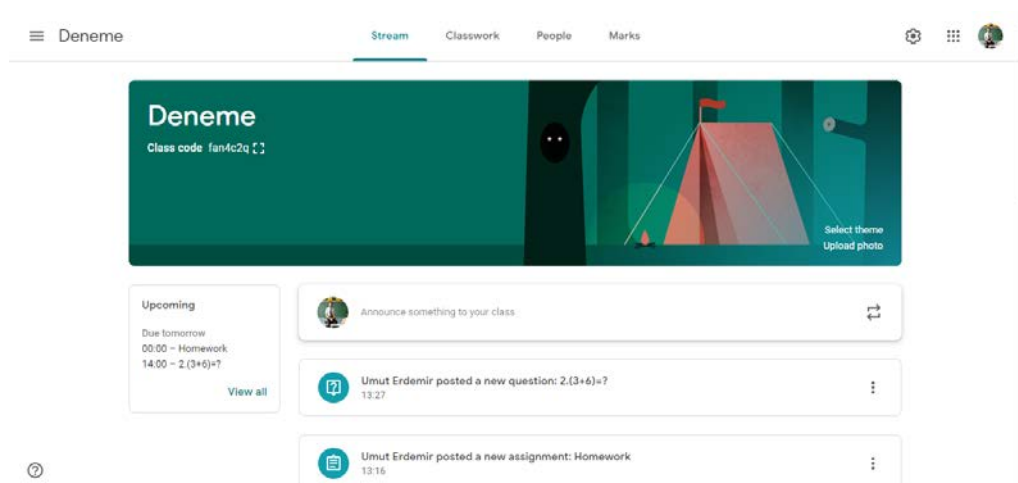 Deneme
Stream Classwork People Marks
Deneme
Class code fan4c2q
Select theme
Upload photo
Upcoming
Due tomorrow
00:00 – Homework
14:00 – 2.(3+6)=?
View all
Announce something to your class
Umut Erdemir posted a new question: 2.(3+6)=?
13:27
Umut Erdemir posted a new assignment: Homework
13:16